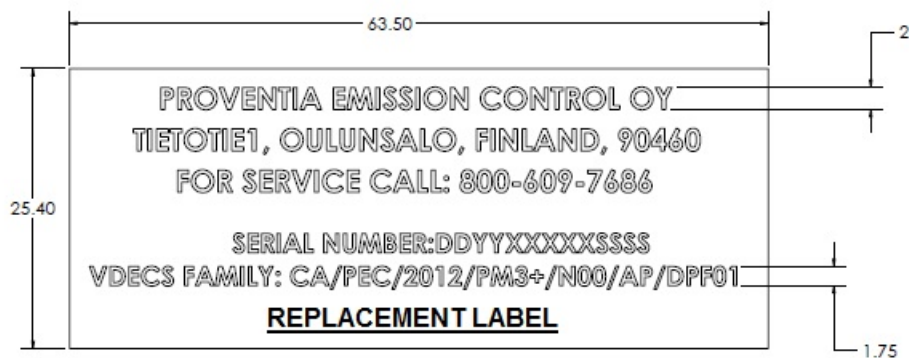 63.50
2
25.40
PROVENTIA EMISSION CONTROL OY
TIETOTIE1, OULUNSALO, FINLAND, 90460
FOR SERVICE CALL: 800-609-7686
SERIAL NUMBER:DDYYXXXXXSSSS
VDECS FAMILY: CA/PEC/2012/PM3+/N00/AP/DPF01
REPLACEMENT LABEL
1.75